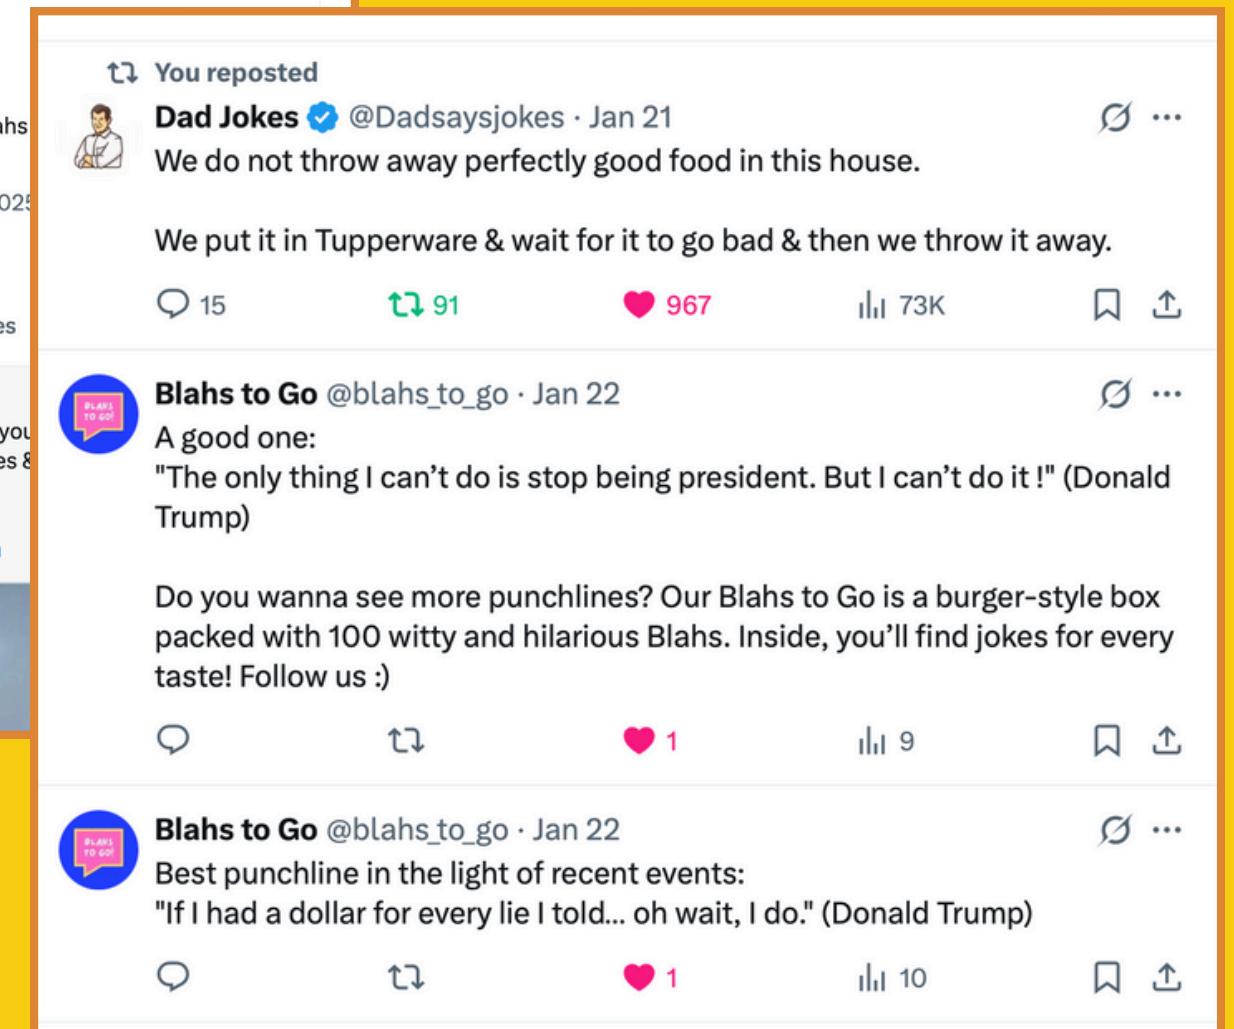 You reposted
Dad Jokes @Dadsaysjokes · Jan 21
We do not throw away perfectly good food in this house.
We put it in Tupperware & wait for it to go bad & then we throw it away.
15 91 967 73K
BLAHS
TO GO!
Blahs to Go @blahs_to_go · Jan 22
A good one:
"The only thing I can’t do is stop being president. But I can’t do it !" (Donald
Trump)
Do you wanna see more punchlines? Our Blahs to Go is a burger-style box
packed with 100 witty and hilarious Blahs. Inside, you’ll find jokes for every
taste! Follow us :)
1 9
BLAHS
TO GO!
Blahs to Go @blahs_to_go · Jan 22
Best punchline in the light of recent events:
"If I had a dollar for every lie I told... oh wait, I do." (Donald Trump)
1 10